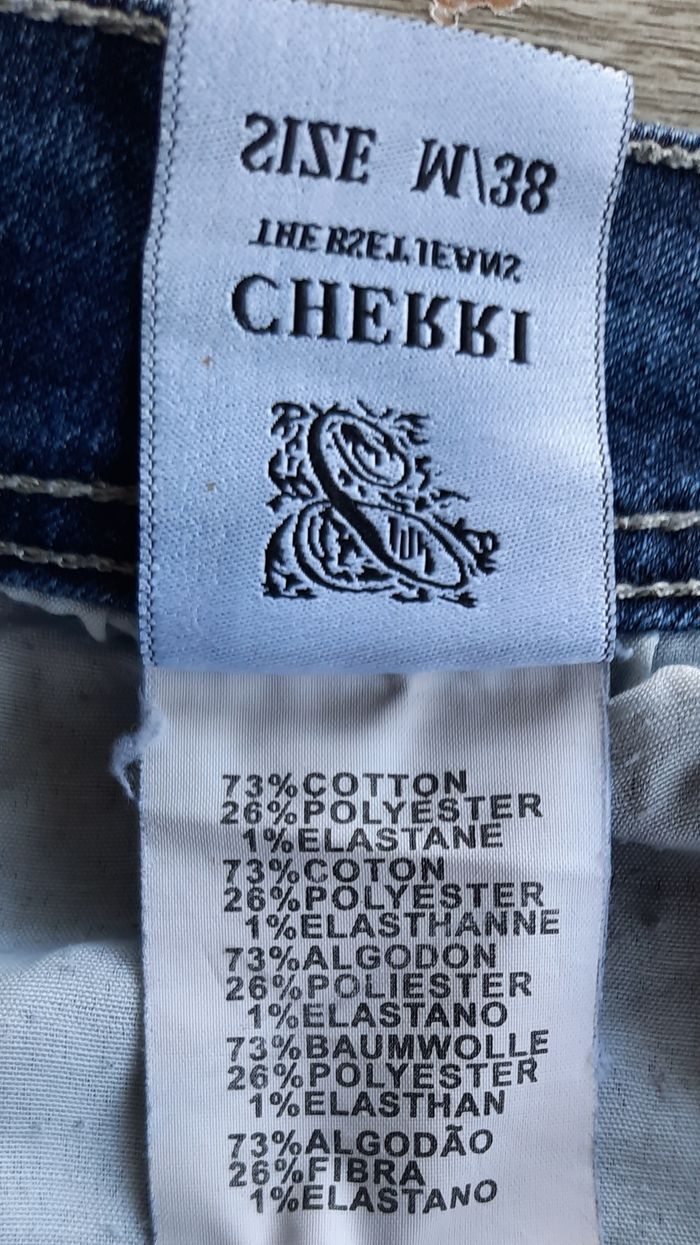 CHERRI
THE BSET JEANS
SIZE M/38
73%COTTON
26%POLYESTER
1%ELASTANE
73%COTON
26%POLYESTER
1%ELASTHANNE
73%ALGODON
26%POLIESTER
1%ELASTANO
73%BAUMWOLLE
26%POLYESTER
1%ELASTHAN
73%ALGODÃO
26%FIBRA
1%ELASTANO